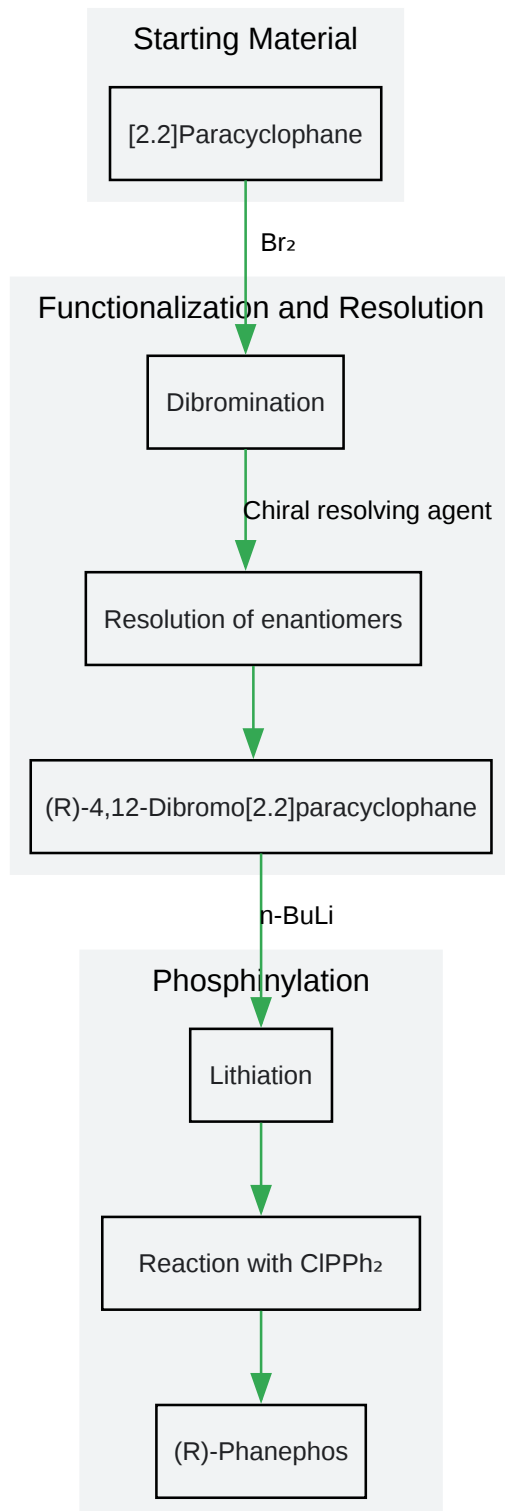 Starting Material
[2.2]Paracyclophane
Br₂
Functionalization and Resolution
Dibromination
Chiral resolving agent
Resolution of enantiomers
(R)-4,12-Dibromo[2.2]paracyclophane
n-BuLi
Phosphinylation
Lithiation
Reaction with ClPPh₂
(R)-Phanephos